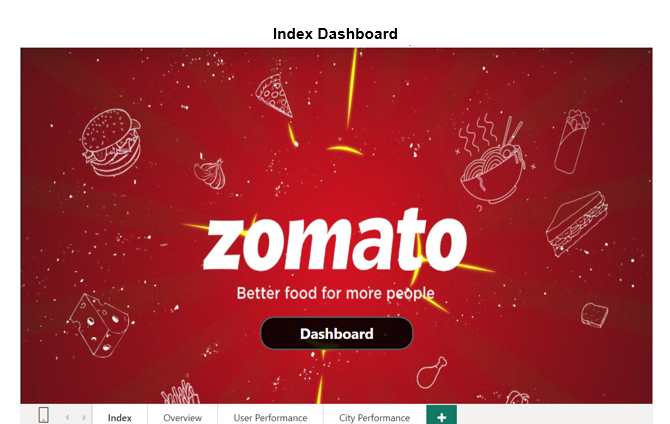 Index Dashboard
zomato
Better food for more people
Dashboard
Index Overview User Performance City Performance +